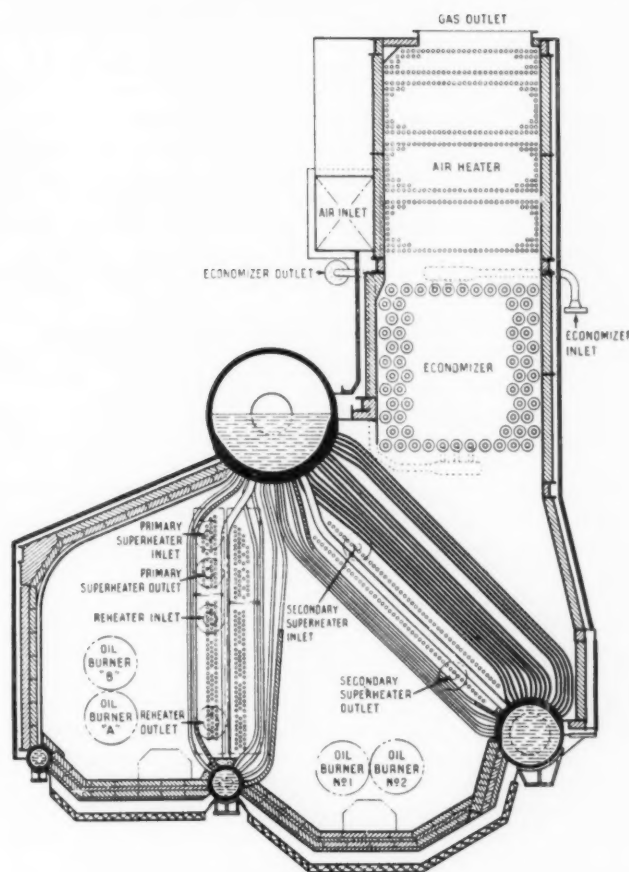 GAS OUTLET
AIR HEATER
AIR INLET
ECONOMIZER OUTLET
ECONOMIZER
INLET
ECONOMIZER
PRIMARY
SUPERHEATER
INLET
PRIMARY
SUPERHEATER OUTLET
REHEATER INLET
SECONDARY
SUPERHEATER
INLET
OIL
BURNER
"B"
OIL
BURNER
"A"
REHEATER
OUTLET
SECONDARY
SUPERHEATER
OUTLET
OIL
BURNER
Nº1
OIL
BURNER
Nº2